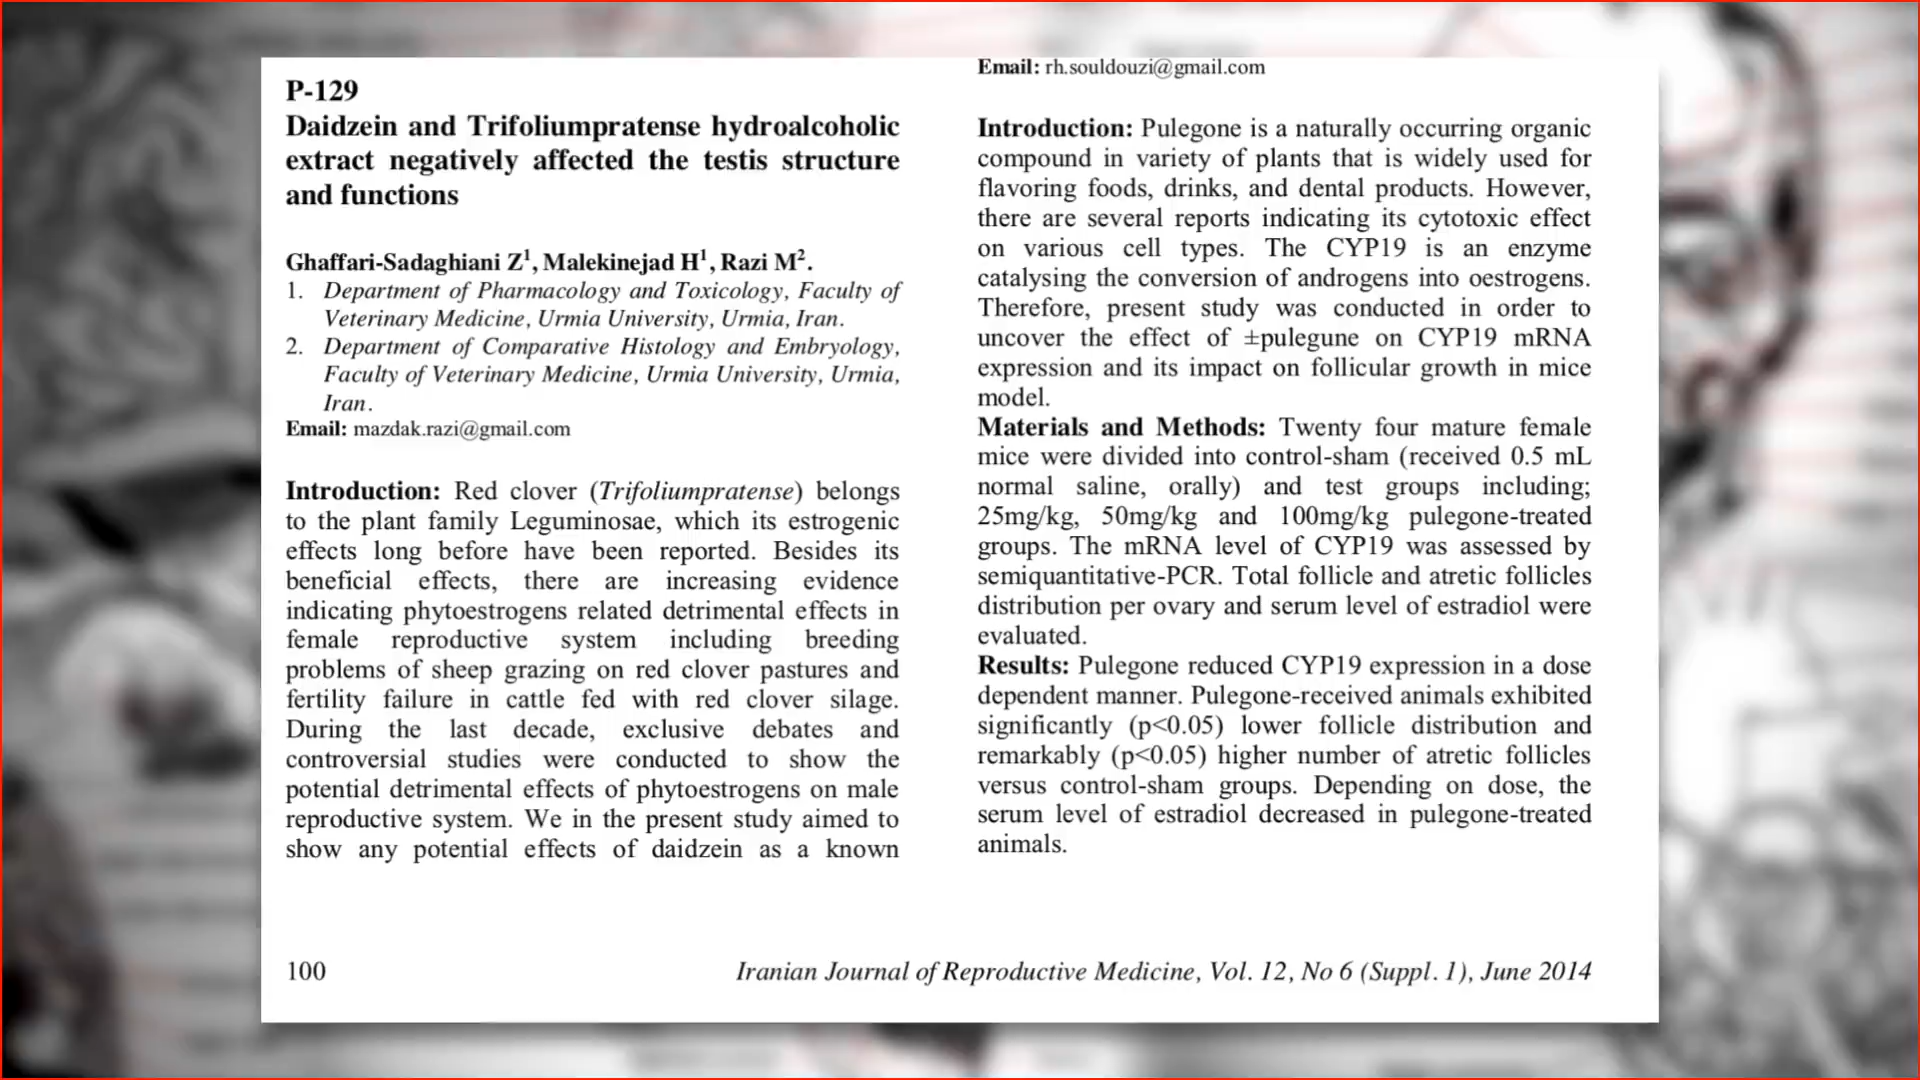 P-129
Daidzein and Trifoliumpratense hydroalcoholic
extract negatively affected the testis structure
and functions
Ghaffari-Sadaghiani Z1, Malekinejad H1, Razi M2.
1. Department of Pharmacology and Toxicology, Faculty of
Veterinary Medicine, Urmia University, Urmia, Iran.
2. Department of Comparative Histology and Embryology,
Faculty of Veterinary Medicine, Urmia University, Urmia,
Iran.
Email: mazdak.razi@gmail.com
Introduction: Red clover (Trifoliumpratense) belongs
to the plant family Leguminosae, which its estrogenic
effects long before have been reported. Besides its
beneficial effects, there are increasing evidence
indicating phytoestrogens related detrimental effects in
female reproductive system including breeding
problems of sheep grazing on red clover pastures and
fertility failure in cattle fed with red clover silage.
During the last decade, exclusive debates and
controversial studies were conducted to show the
potential detrimental effects of phytoestrogens on male
reproductive system. We in the present study aimed to
show any potential effects of daidzein as a known
Email: rh.souldouzi@gmail.com
Introduction: Pulegone is a naturally occurring organic
compound in variety of plants that is widely used for
flavoring foods, drinks, and dental products. However,
there are several reports indicating its cytotoxic effect
on various cell types. The CYP19 is an enzyme
catalysing the conversion of androgens into oestrogens.
Therefore, present study was conducted in order to
uncover the effect of ±pulegune on CYP19 mRNA
expression and its impact on follicular growth in mice
model.
Materials and Methods: Twenty four mature female
mice were divided into control-sham (received 0.5 mL
normal saline, orally) and test groups including;
25mg/kg, 50mg/kg and 100mg/kg pulegone-treated
groups. The mRNA level of CYP19 was assessed by
semiquantitative-PCR. Total follicle and atretic follicles
distribution per ovary and serum level of estradiol were
evaluated.
Results: Pulegone reduced CYP19 expression in a dose
dependent manner. Pulegone-received animals exhibited
significantly (p<0.05) lower follicle distribution and
remarkably (p<0.05) higher number of atretic follicles
versus control-sham groups. Depending on dose, the
serum level of estradiol decreased in pulegone-treated
animals.
100
Iranian Journal of Reproductive Medicine, Vol. 12, No 6 (Suppl. 1), June 2014